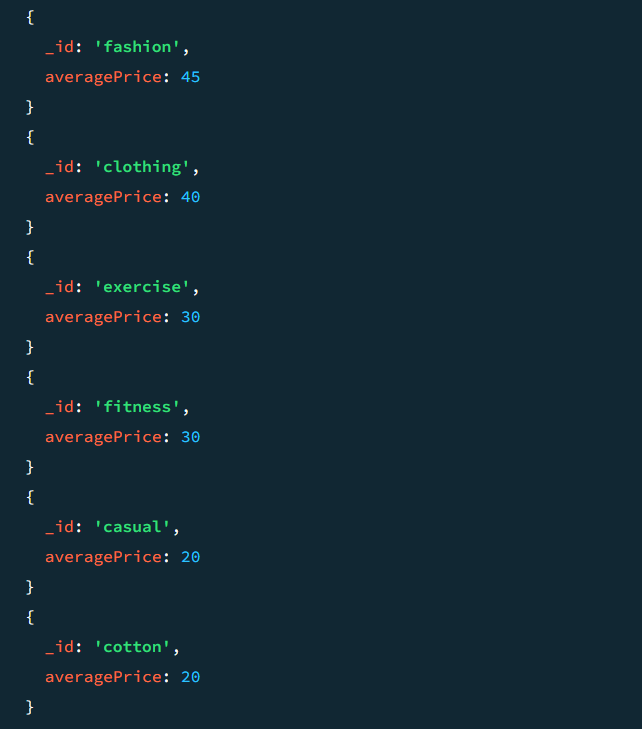 {
  _id: 'fashion',
  averagePrice: 45
}
{
  _id: 'clothing',
  averagePrice: 40
}
{
  _id: 'exercise',
  averagePrice: 30
}
{
  _id: 'fitness',
  averagePrice: 30
}
{
  _id: 'casual',
  averagePrice: 20
}
{
  _id: 'cotton',
  averagePrice: 20
}